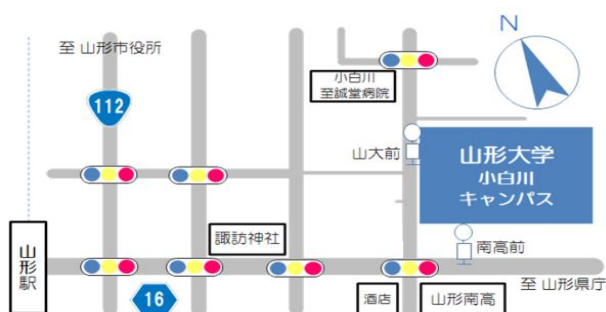 N
至 山形市役所
112
小白川
至誠堂病院
山大前
山形大学
小白川
キャンパス
諏訪神社
南高前
山形駅
16
酒店
山形南高
至 山形県庁